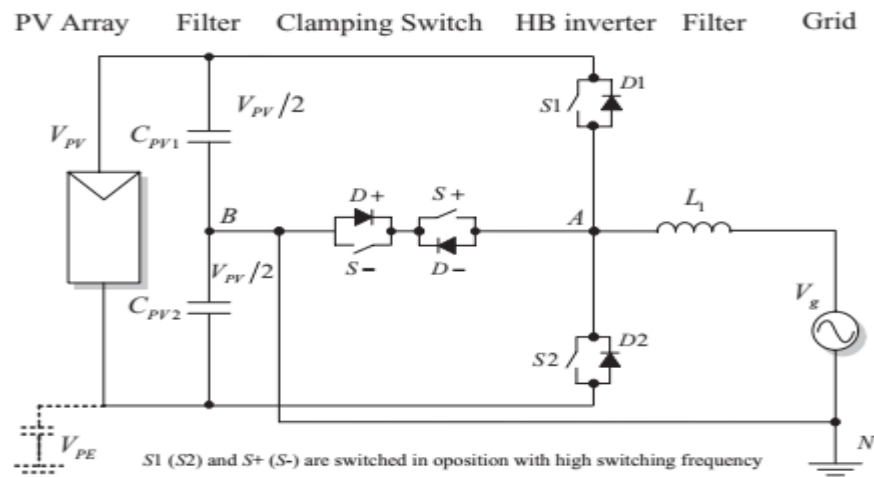 PV Array Filter Clamping Switch HB inverter Filter Grid
V_PV
V_PV/2
C_PV1
S1
D1
D+
S+
B
S−
D−
A
L_1
V_PV/2
C_PV2
S2
D2
V_g
V_PE
N
S1 (S2) and S+ (S-) are switched in oposition with high switching frequency